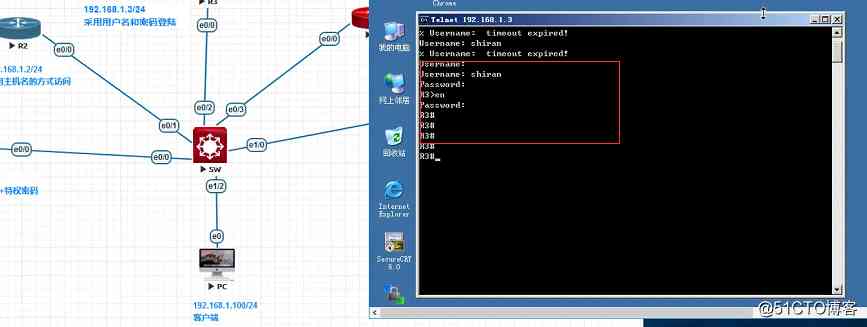 R3
192.168.1.3/24
采用用户名和密码登陆
e0/0
R2
e0/0
e0/0
.168.1.2/24
主机名的方式访问
e0/2
e0/3
e0/1
e0/0
e0/0
e1/0
SW
+特权密码
e1/2
e0
PC
192.168.1.100/24
客户端
Chrome
我的电脑
网上邻居
回收站
Internet
Explorer
SecureCRT
6.0
Telnet 192.168.1.3
% Username: timeout expired!
Username: shiran
% Username: timeout expired!
Username:
Username: shiran
Password:
R3>en
Password:
R3#
R3#
R3#
R3#
R3#
@51CTO博客